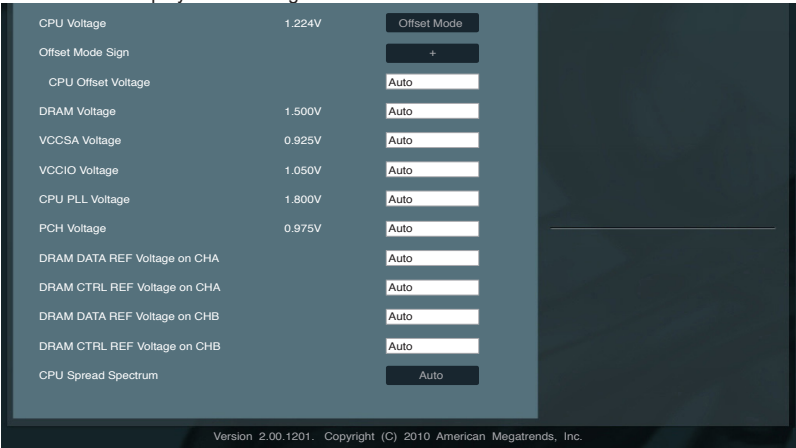 CPU Voltage 1.224V Offset Mode
Offset Mode Sign +
CPU Offset Voltage Auto
DRAM Voltage 1.500V Auto
VCCSA Voltage 0.925V Auto
VCCIO Voltage 1.050V Auto
CPU PLL Voltage 1.800V Auto
PCH Voltage 0.975V Auto
DRAM DATA REF Voltage on CHA Auto
DRAM CTRL REF Voltage on CHA Auto
DRAM DATA REF Voltage on CHB Auto
DRAM CTRL REF Voltage on CHB Auto
CPU Spread Spectrum Auto
Version 2.00.1201. Copyright (C) 2010 American Megatrends, Inc.